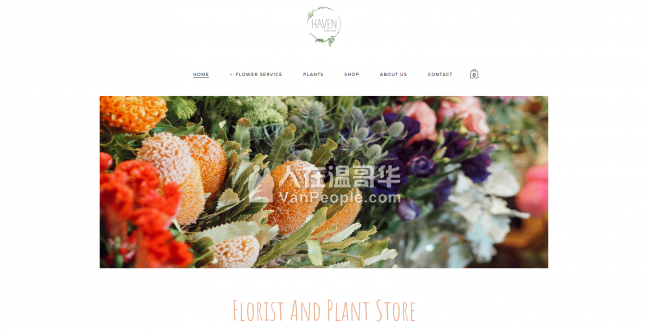 HAVEN
HOME
FLOWER SERVICE
PLANTS
SHOP
ABOUT US
CONTACT
0
人在温哥华
VanPeople.com
Florist And Plant Store